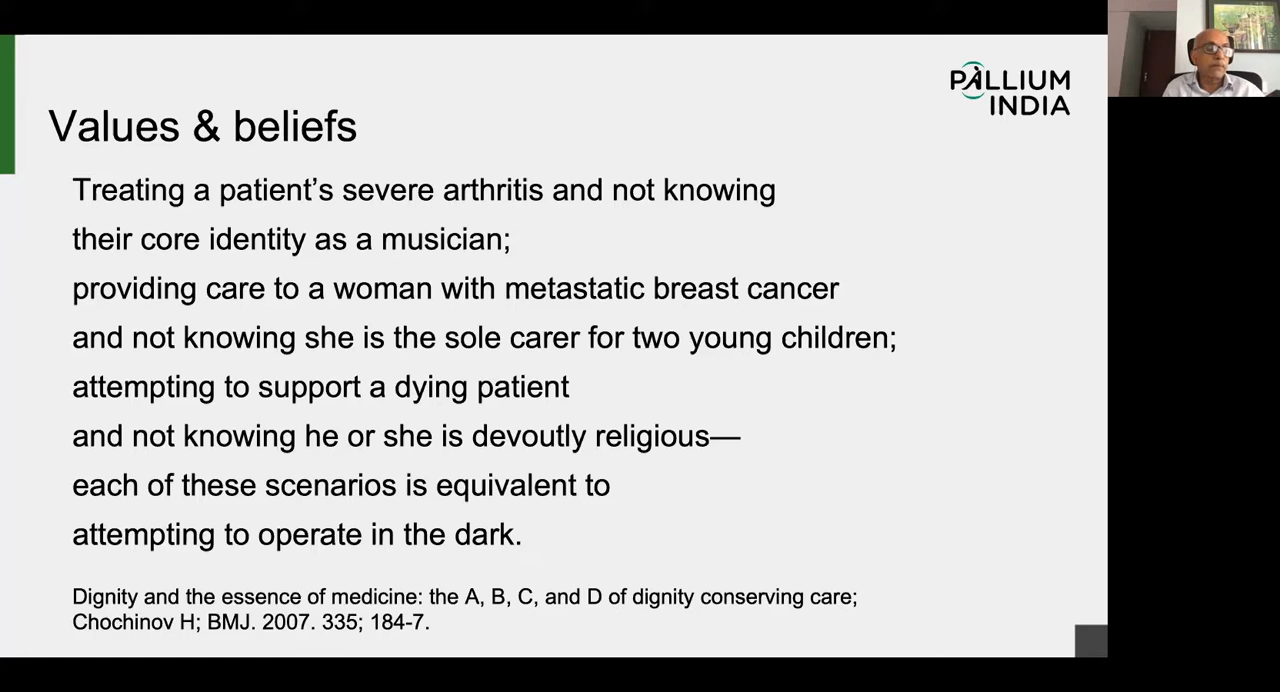 PALLIUM
INDIA
Values & beliefs
Treating a patient’s severe arthritis and not knowing
their core identity as a musician;
providing care to a woman with metastatic breast cancer
and not knowing she is the sole carer for two young children;
attempting to support a dying patient
and not knowing he or she is devoutly religious—
each of these scenarios is equivalent to
attempting to operate in the dark.
Dignity and the essence of medicine: the A, B, C, and D of dignity conserving care;
Chochinov H; BMJ. 2007. 335; 184-7.